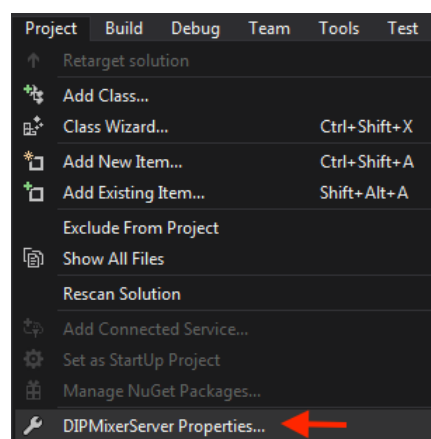 Project Build Debug Team Tools Test
Retarget solution
Add Class...
Class Wizard... Ctrl+Shift+X
Add New Item... Ctrl+Shift+A
Add Existing Item... Shift+Alt+A
Exclude From Project
Show All Files
Rescan Solution
Add Connected Service...
Set as StartUp Project
Manage NuGet Packages...
DIPMixerServer Properties...